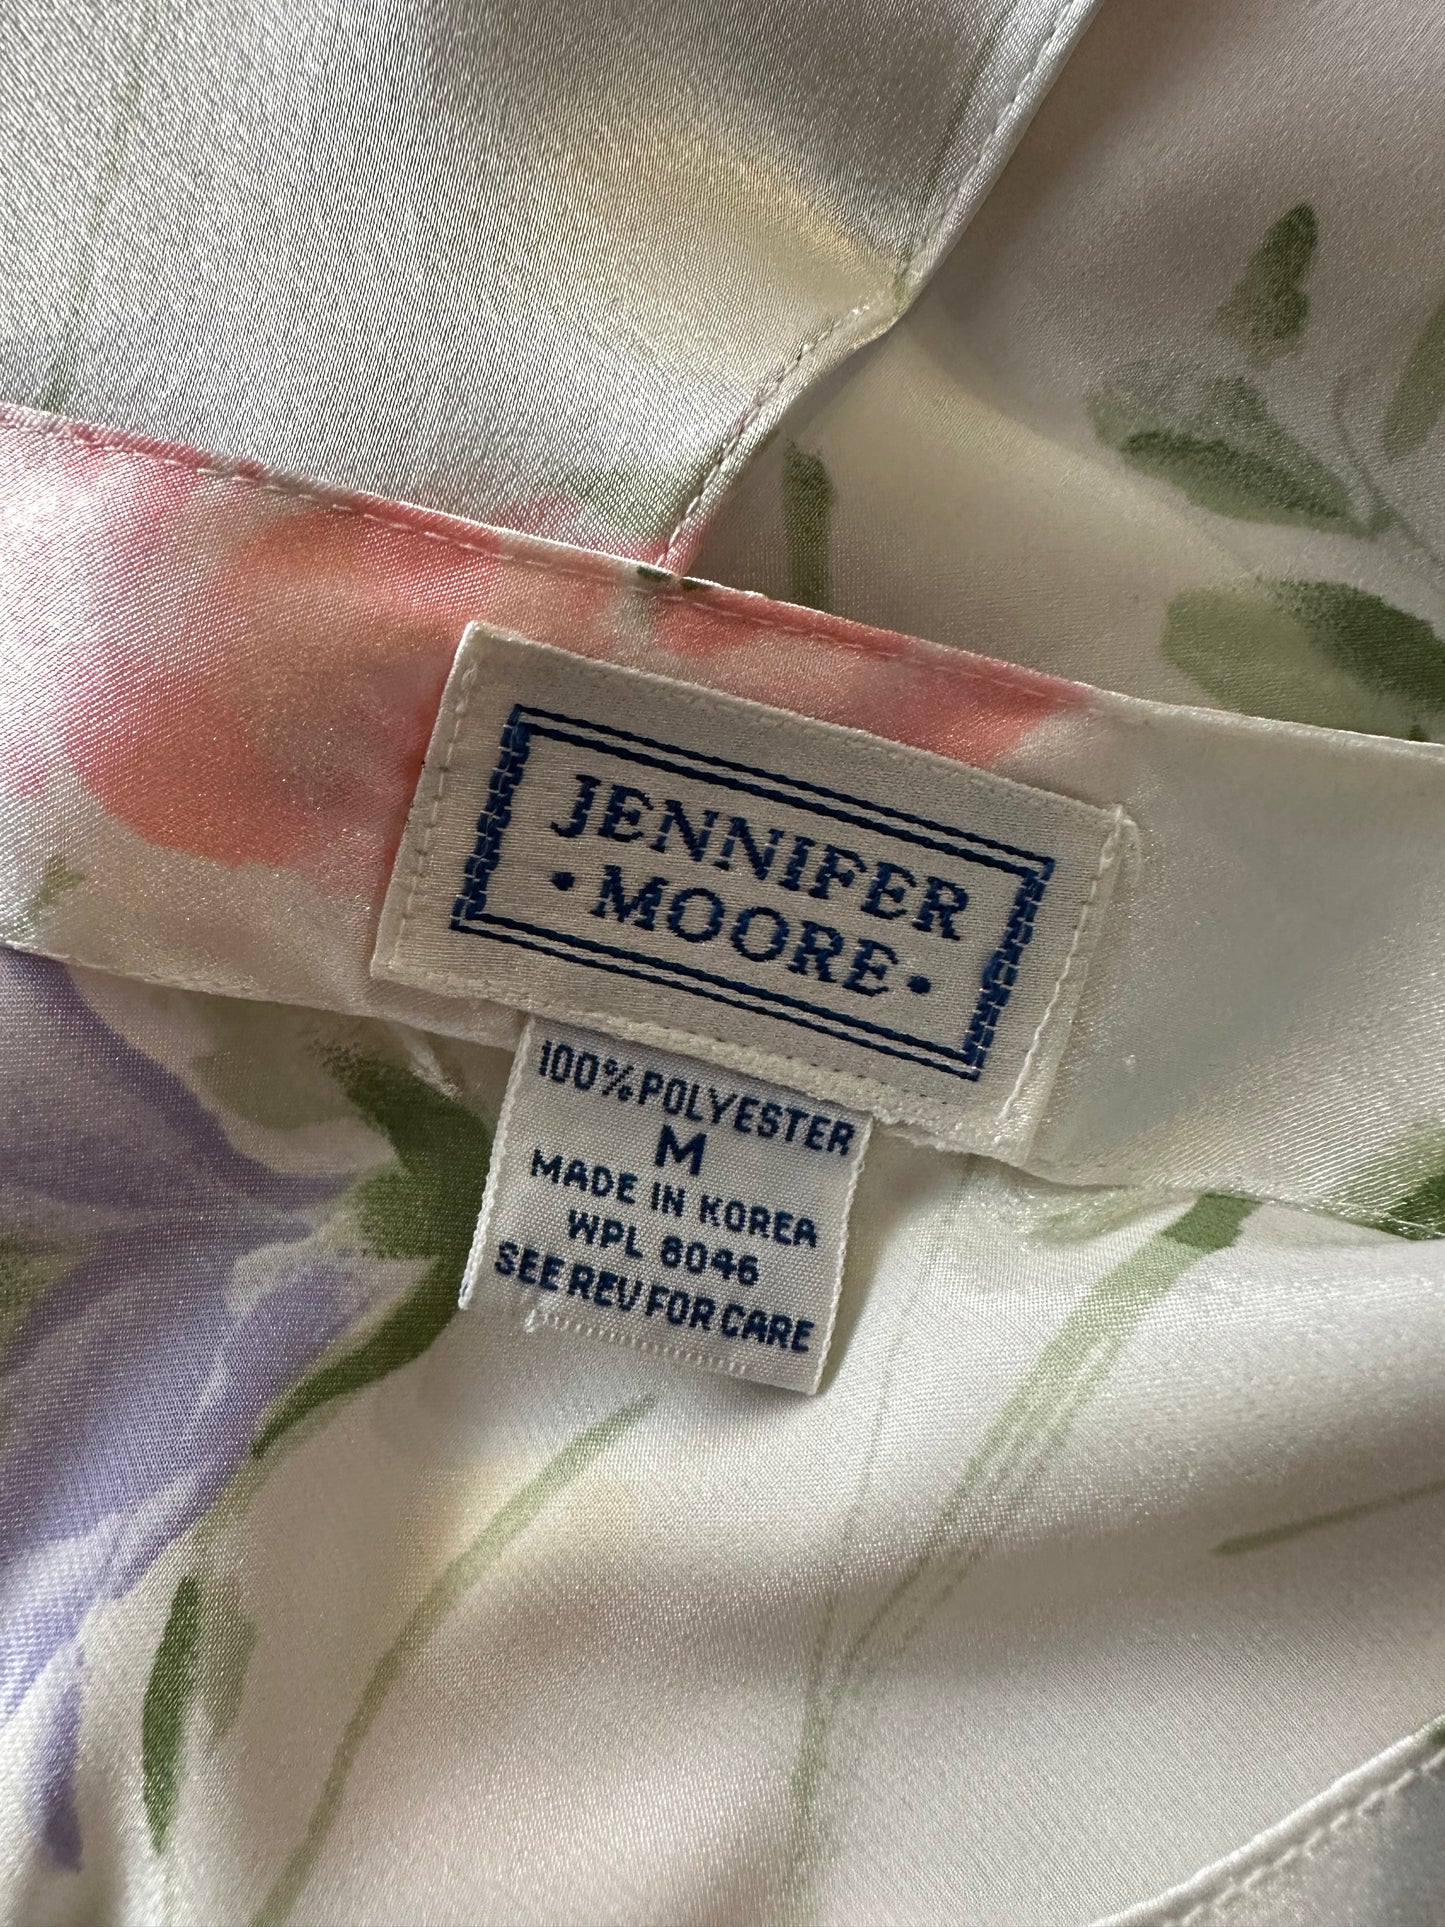 JENNIFER
• MOORE •
100% POLYESTER
M
MADE IN KOREA
WPL 8046
SEE REV FOR CARE